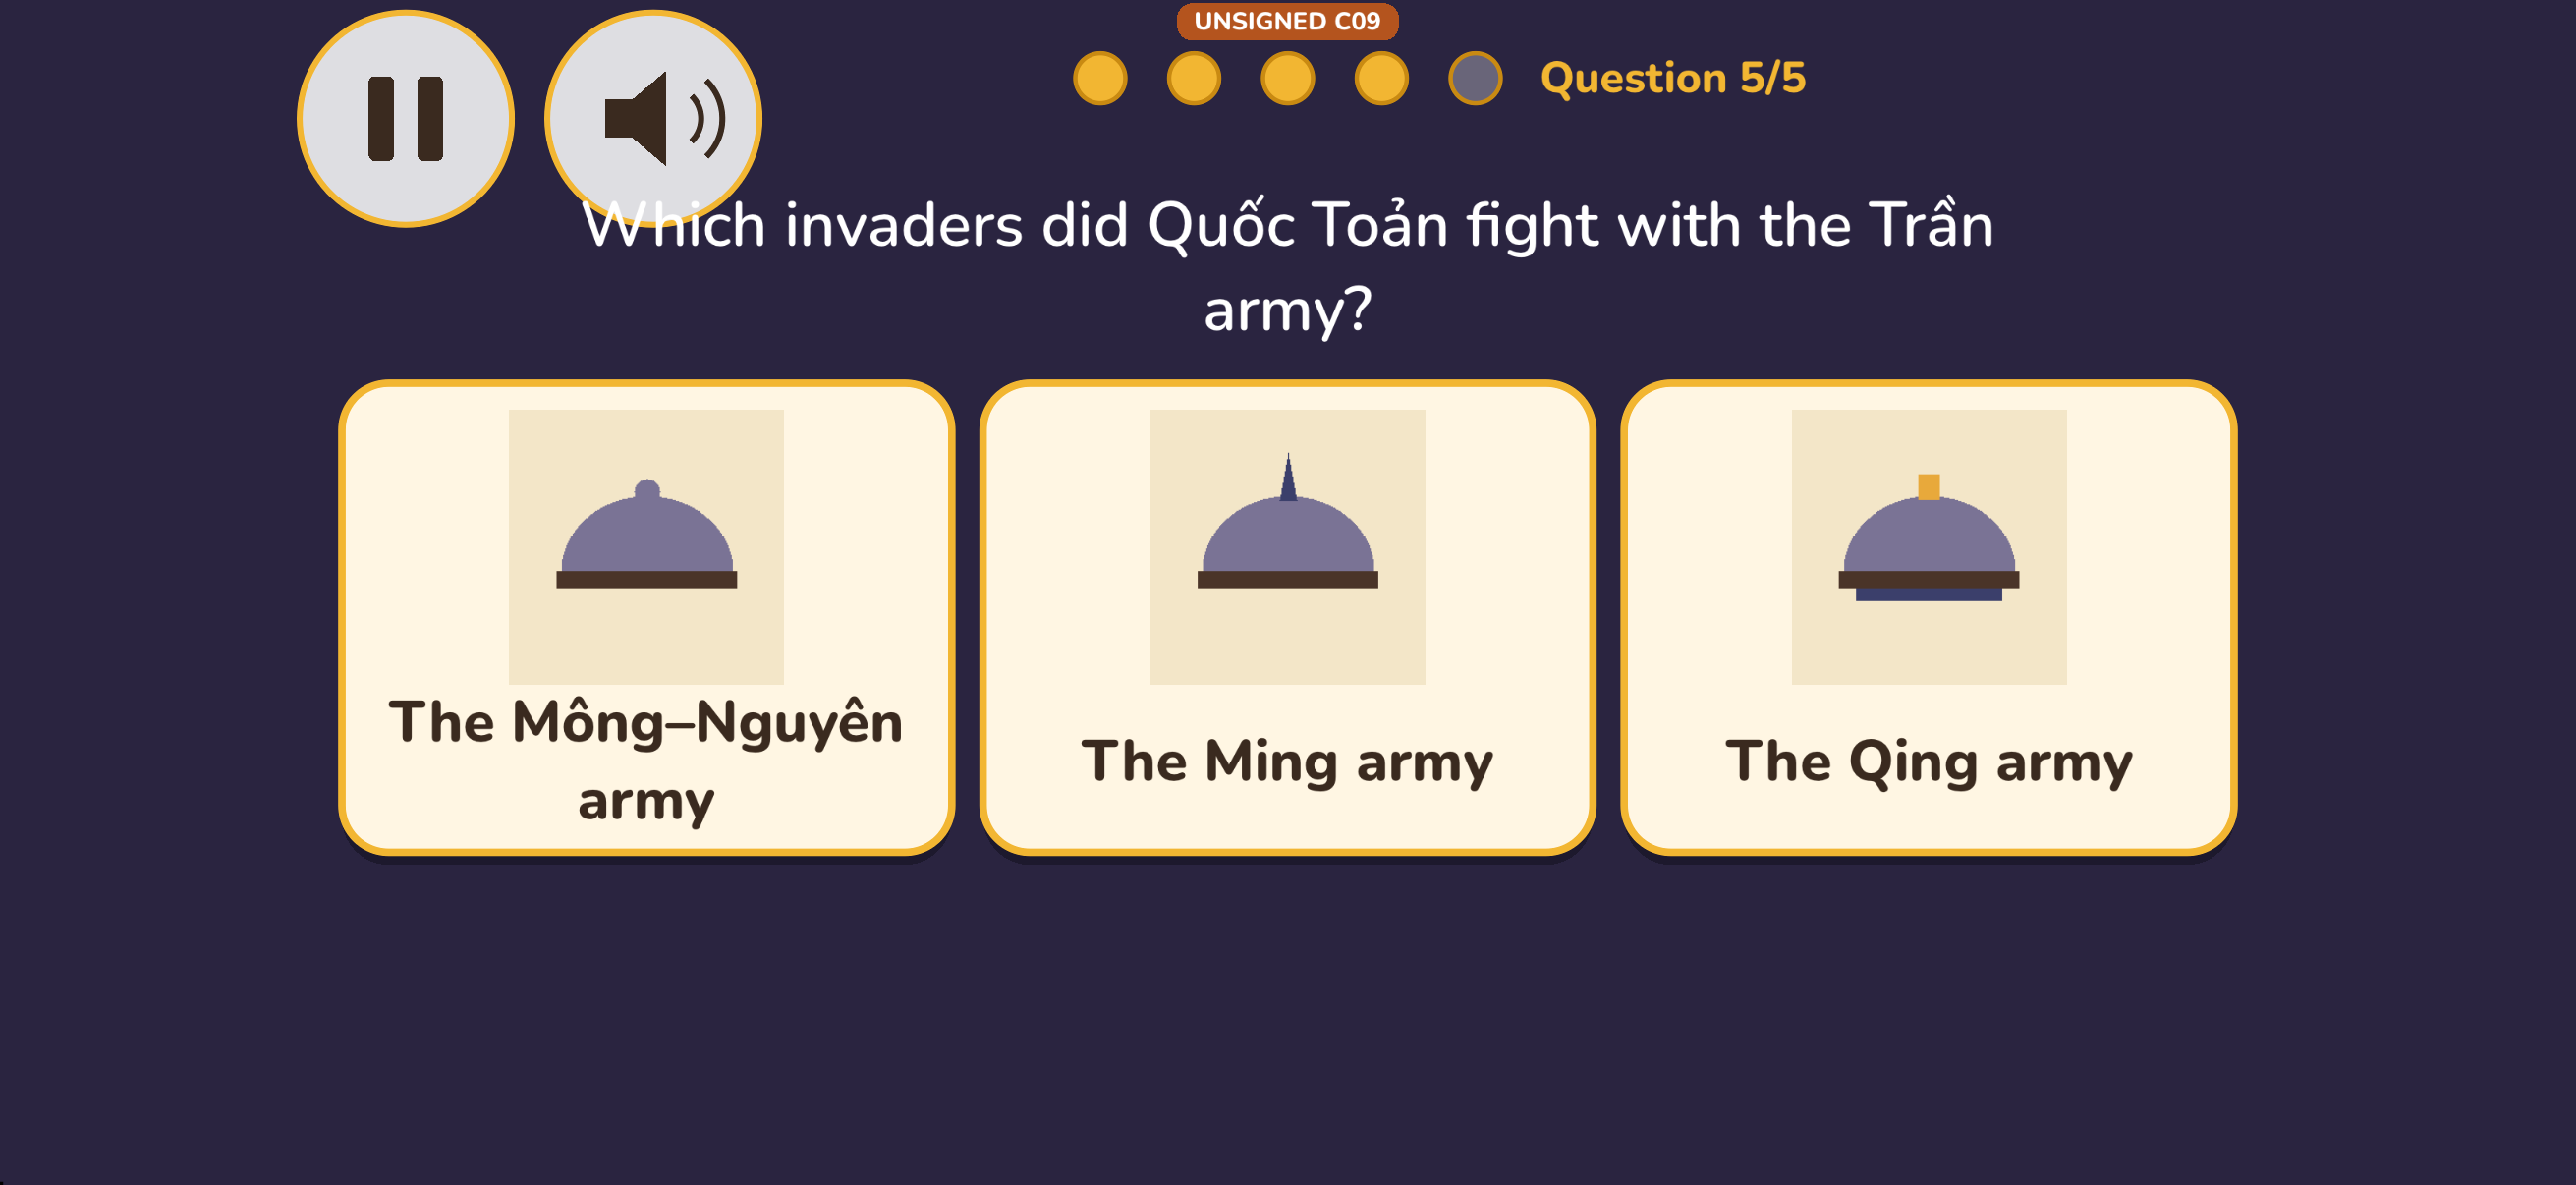 UNSIGNED C09
Question 5/5
Which invaders did Quốc Toản fight with the Trần
army?
The Mông–Nguyên
army
The Ming army
The Qing army